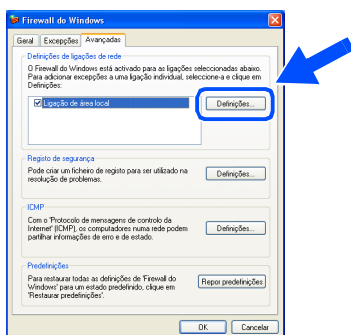 Firewall do Windows
Geral Excepções Avançadas
Definições de ligações de rede
O Firewall do Windows está activado para as ligações seleccionadas abaixo.
Para adicionar excepções a uma ligação individual, seleccione-a e clique em
Definições:
Ligação de área local
Definições...
Registo de segurança
Pode criar um ficheiro de registo para ser utilizado na
resolução de problemas.
Definições...
ICMP
Com o 'Protocolo de mensagens de controlo da
Internet' (ICMP), os computadores numa rede podem
partilhar informações de erro e de estado.
Definições...
Predefinições
Para restaurar todas as definições de 'Firewall do
Windows' para um estado predefinido, clique em
'Restaurar predefinições'.
Repor predefinições
OK Cancelar